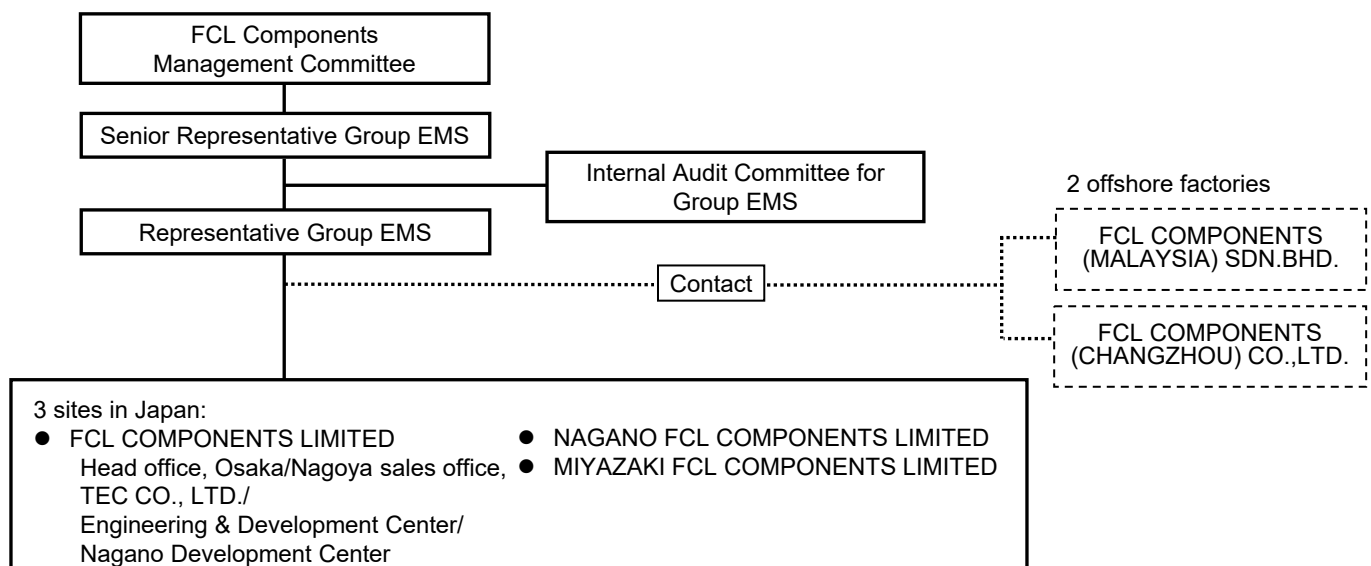 FCL Components
Management Committee
Senior Representative Group EMS
Internal Audit Committee for
Group EMS
Representative Group EMS
Contact
2 offshore factories
FCL COMPONENTS
(MALAYSIA) SDN.BHD.
FCL COMPONENTS
(CHANGZHOU) CO.,LTD.
3 sites in Japan:
● FCL COMPONENTS LIMITED
Head office, Osaka/Nagoya sales office,
TEC CO., LTD./
Engineering & Development Center/
Nagano Development Center
● NAGANO FCL COMPONENTS LIMITED
● MIYAZAKI FCL COMPONENTS LIMITED